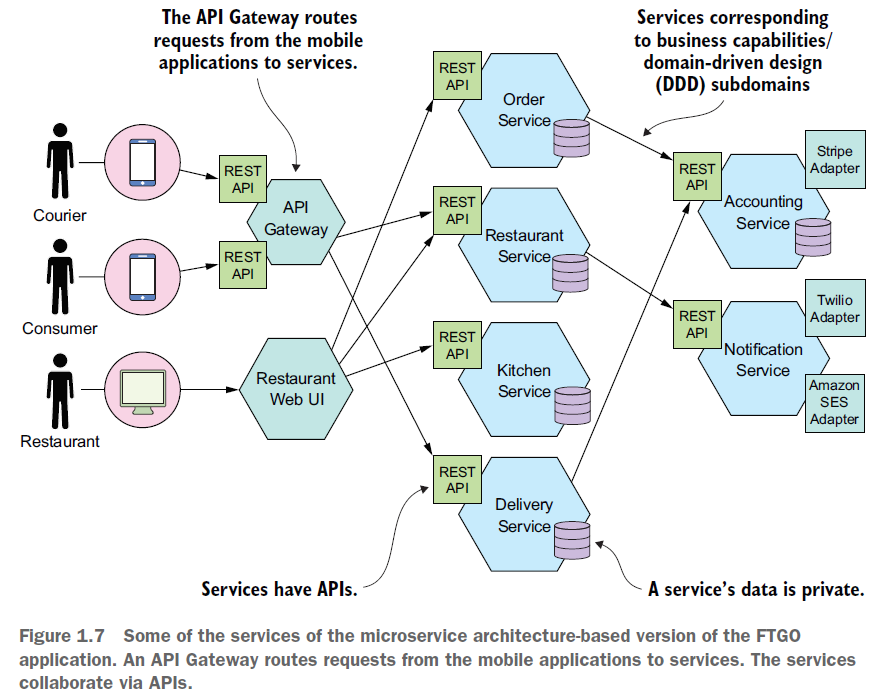 The API Gateway routes
requests from the mobile
applications to services.
Services corresponding
to business capabilities/
domain-driven design
(DDD) subdomains
REST
API
Order
Service
Courier
REST
API
API
Gateway
REST
API
Consumer
REST
API
Restaurant
Service
REST
API
Accounting
Service
Stripe
Adapter
Restaurant
Restaurant
Web UI
REST
API
Kitchen
Service
REST
API
Notification
Service
Twilio
Adapter
Amazon
SES
Adapter
REST
API
Delivery
Service
Services have APIs.
A service’s data is private.
Figure 1.7 Some of the services of the microservice architecture-based version of the FTGO
application. An API Gateway routes requests from the mobile applications to services. The services
collaborate via APIs.